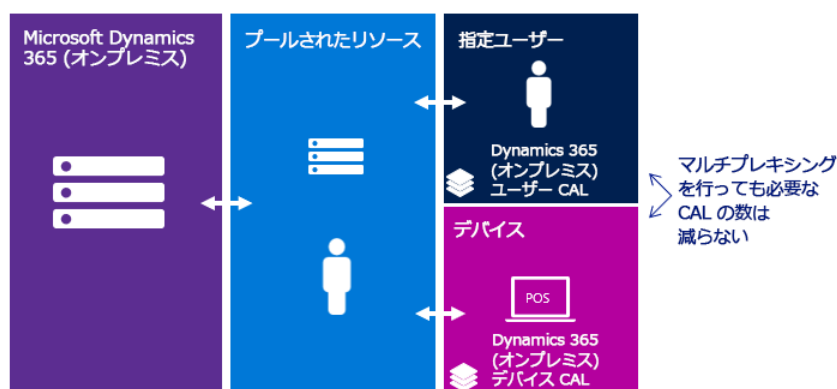 Microsoft Dynamics
365 (オンプレミス)
プールされたリソース
指定ユーザー
Dynamics 365
(オンプレミス)
ユーザー CAL
デバイス
POS
Dynamics 365
(オンプレミス)
デバイス CAL
マルチプレキシング
を行っても必要な
CAL の数は
減らない